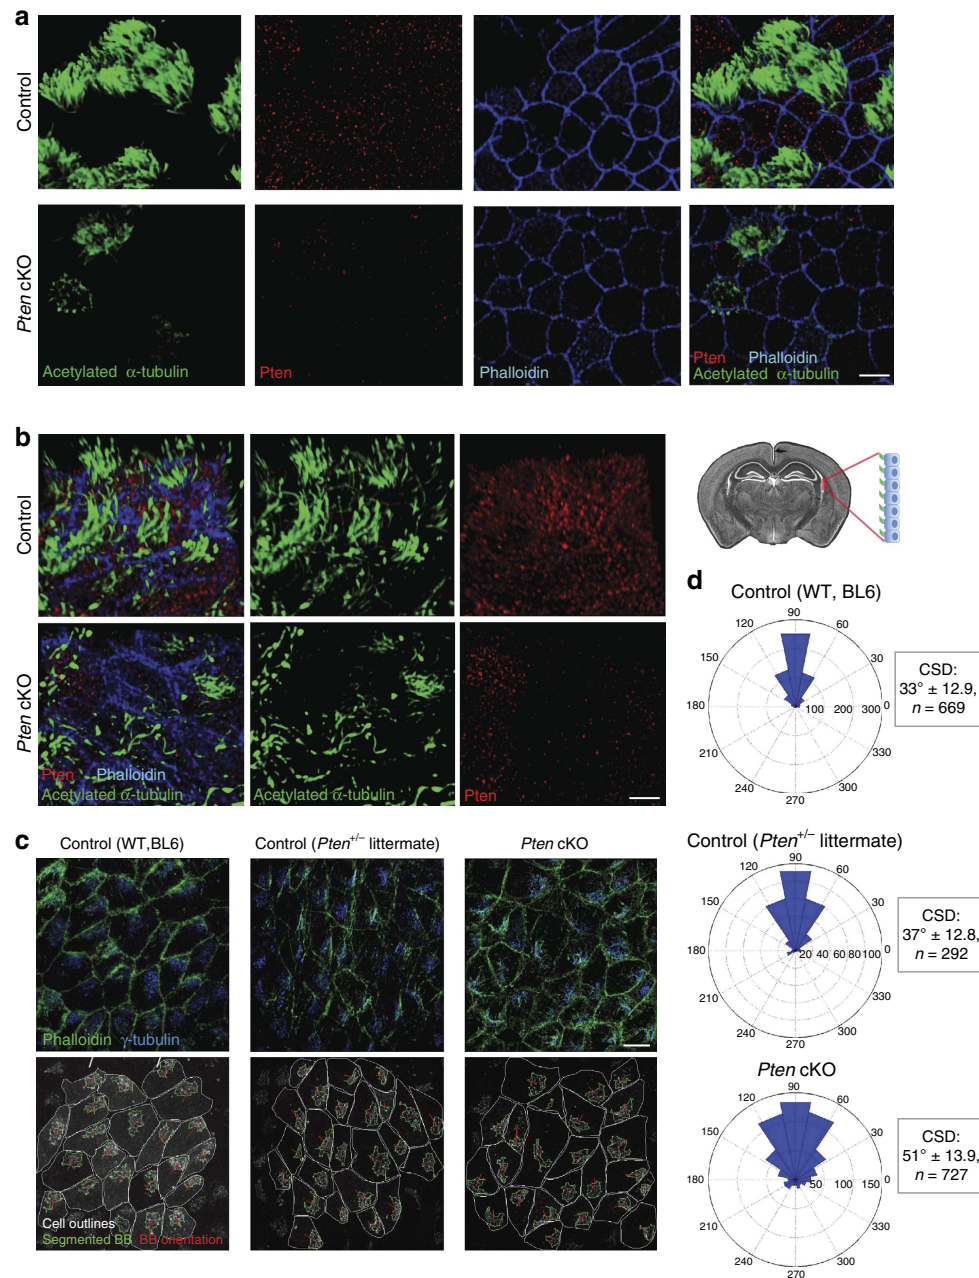 a
Control
Pten cKO
Acetylated α-tubulin
Pten
Phalloidin
Pten Phalloidin
Acetylated α-tubulin
b
Control
Pten cKO
Pten Phalloidin
Acetylated α-tubulin
Acetylated α-tubulin
Pten
c
Control (WT,BL6)
Control (Pten+/− littermate)
Pten cKO
Phalloidin γ-tubulin
Cell outlines
Segmented BB BB orientation
d
Control (WT, BL6)
90
120 60
150 30
180 100 200 300 0
210 330
240 300
270
CSD:
33° ± 12.9,
n = 669
Control (Pten+/− littermate)
90
120 60
150 30
180 20 40 60 80 100 0
210 330
240 300
270
CSD:
37° ± 12.8,
n = 292
Pten cKO
90
120 60
150 30
180 50 100 150 0
210 330
240 300
270
CSD:
51° ± 13.9,
n = 727